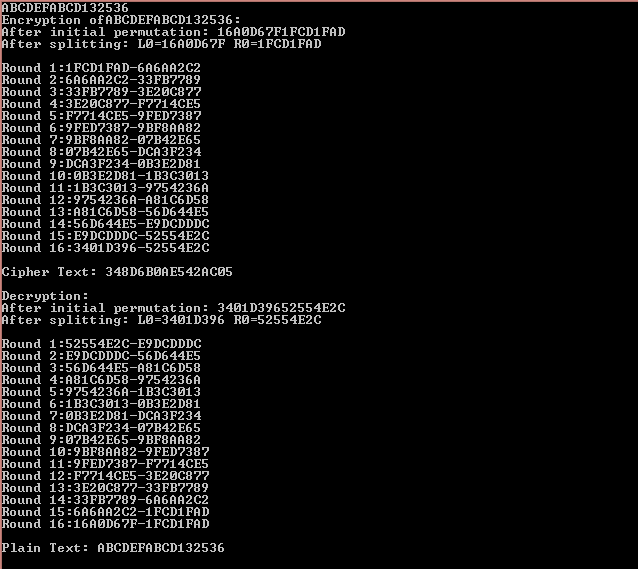 ABCDEFABCD132536
Encryption ofABCDEFABCD132536:
After initial permutation: 16A0D67F1FCD1FAD
After splitting: L0=16A0D67F R0=1FCD1FAD
Round 1:1FCD1FAD-6A6AA2C2
Round 2:6A6AA2C2-33FB7789
Round 3:33FB7789-3E20C877
Round 4:3E20C877-F7714CE5
Round 5:F7714CE5-9FED7387
Round 6:9FED7387-9BF8AA82
Round 7:9BF8AA82-07B42E65
Round 8:07B42E65-DCA3F234
Round 9:DCA3F234-0B3E2D81
Round 10:0B3E2D81-1B3C3013
Round 11:1B3C3013-9754236A
Round 12:9754236A-A81C6D58
Round 13:A81C6D58-56D644E5
Round 14:56D644E5-E9DCDDDC
Round 15:E9DCDDDC-52554E2C
Round 16:3401D396-52554E2C
Cipher Text: 348D6B0AE542AC05
Decryption:
After initial permutation: 3401D39652554E2C
After splitting: L0=3401D396 R0=52554E2C
Round 1:52554E2C-E9DCDDDC
Round 2:E9DCDDDC-56D644E5
Round 3:56D644E5-A81C6D58
Round 4:A81C6D58-9754236A
Round 5:9754236A-1B3C3013
Round 6:1B3C3013-0B3E2D81
Round 7:0B3E2D81-DCA3F234
Round 8:DCA3F234-07B42E65
Round 9:07B42E65-9BF8AA82
Round 10:9BF8AA82-9FED7387
Round 11:9FED7387-F7714CE5
Round 12:F7714CE5-3E20C877
Round 13:3E20C877-33FB7789
Round 14:33FB7789-6A6AA2C2
Round 15:6A6AA2C2-1FCD1FAD
Round 16:16A0D67F-1FCD1FAD
Plain Text: ABCDEFABCD132536